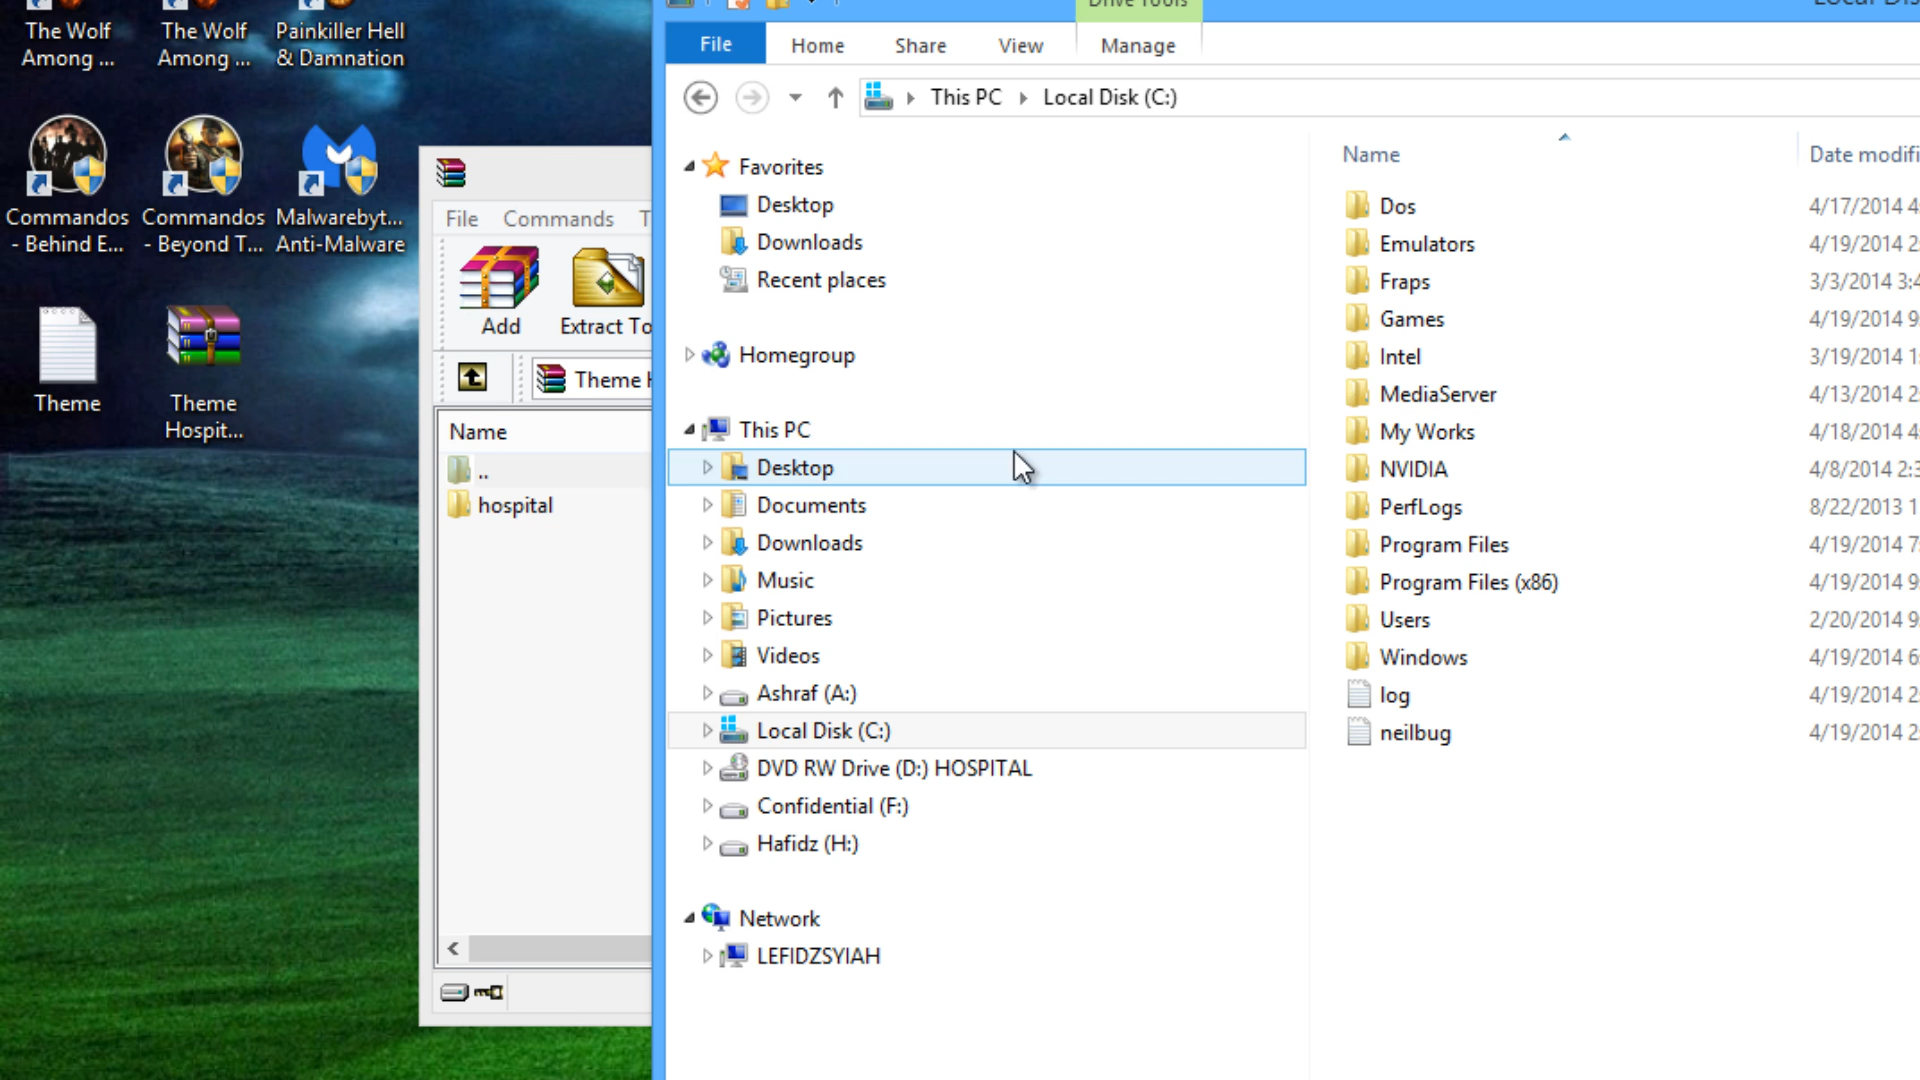 The Wolf
Among ...
The Wolf
Among ...
Painkiller Hell
& Damnation
Commandos
- Behind E...
Commandos
- Beyond T...
Malwarebyt...
Anti-Malware
Theme
Theme
Hospit...
File Commands
Add Extract To
Theme
Name
..
hospital
Drive Tools
File Home Share View Manage
This PC Local Disk (C:)
Favorites
Desktop
Downloads
Recent places
Homegroup
This PC
Desktop
Documents
Downloads
Music
Pictures
Videos
Ashraf (A:)
Local Disk (C:)
DVD RW Drive (D:) HOSPITAL
Confidential (F:)
Hafidz (H:)
Network
LEFIDZSYIAH
Name Date modifi
Dos 4/17/2014 4:
Emulators 4/19/2014 2:
Fraps 3/3/2014 3:4
Games 4/19/2014 9:
Intel 3/19/2014 1:
MediaServer 4/13/2014 2:
My Works 4/18/2014 4:
NVIDIA 4/8/2014 2:3
PerfLogs 8/22/2013 1
Program Files 4/19/2014 7:
Program Files (x86) 4/19/2014 9:
Users 2/20/2014 9:
Windows 4/19/2014 6:
log 4/19/2014 2:
neilbug 4/19/2014 2: